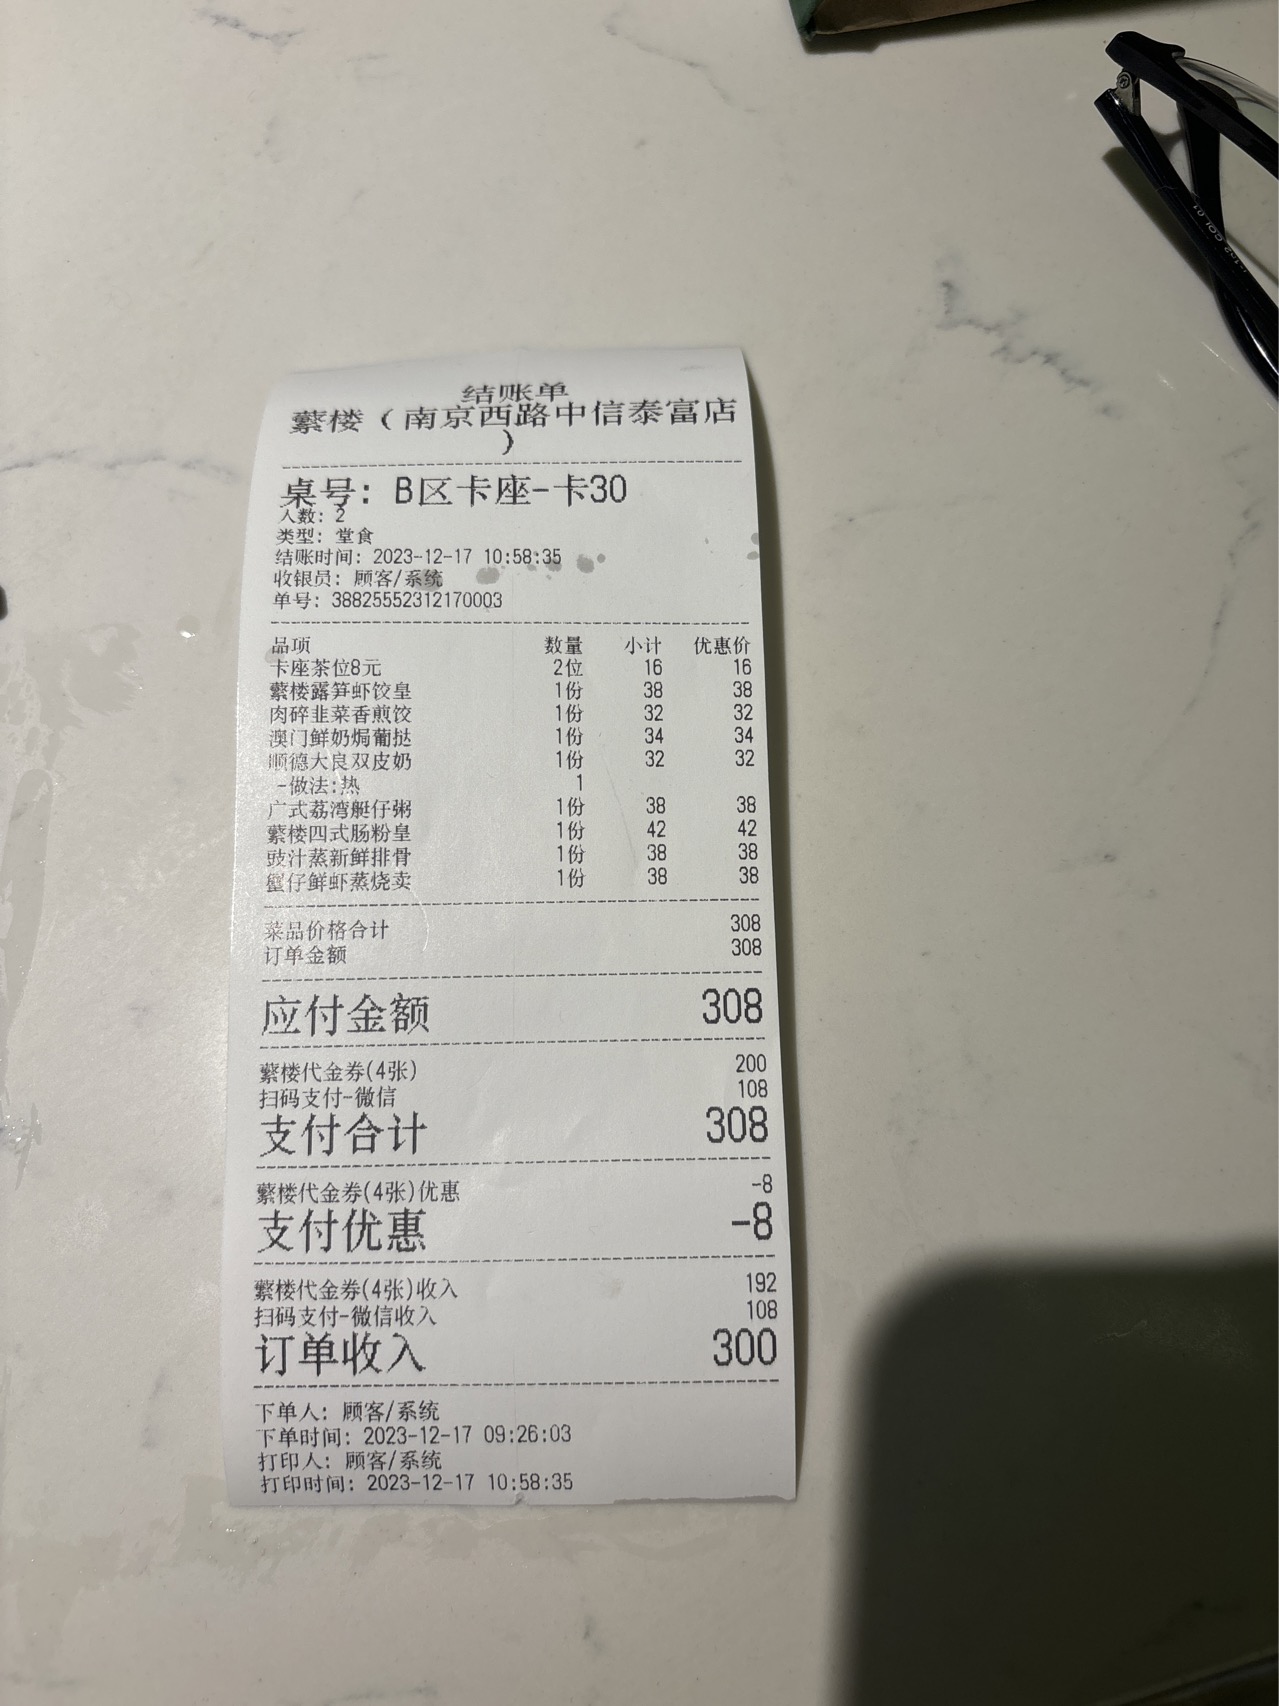 结账单
蘩楼（南京西路中信泰富店
）
桌号: B区卡座-卡30
人数: 2
类型: 堂食
结账时间: 2023-12-17 10:58:35
收银员: 顾客/系统
单号: 38825552312170003
品项 数量 小计 优惠价
卡座茶位8元 2位 16 16
蘩楼露笋虾饺皇 1份 38 38
肉碎韭菜香煎饺 1份 32 32
澳门鲜奶焗葡挞 1份 34 34
顺德大良双皮奶 1份 32 32
-做法:热 1
广式荔湾艇仔粥 1份 38 38
蘩楼四式肠粉皇 1份 42 42
豉汁蒸新鲜排骨 1份 38 38
蟹仔鲜虾蒸烧卖 1份 38 38
菜品价格合计 308
订单金额 308
应付金额 308
蘩楼代金券(4张) 200
扫码支付-微信 108
支付合计 308
蘩楼代金券(4张)优惠 -8
支付优惠 -8
蘩楼代金券(4张)收入 192
扫码支付-微信收入 108
订单收入 300
下单人: 顾客/系统
下单时间: 2023-12-17 09:26:03
打印人: 顾客/系统
打印时间: 2023-12-17 10:58:35